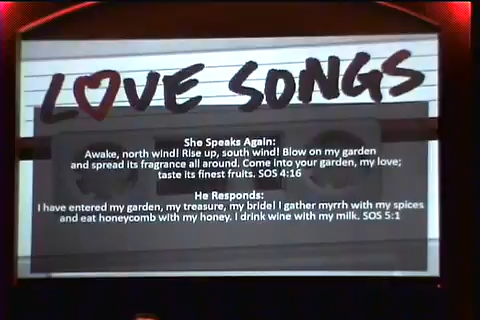 LOVE SONGS
She Speaks Again:
Awake, north wind! Rise up, south wind! Blow on my garden
and spread its fragrance all around. Come into your garden, my love;
taste its finest fruits. SOS 4:16
He Responds:
I have entered my garden, my treasure, my bride! I gather myrrh with my spices
and eat honeycomb with my honey. I drink wine with my milk. SOS 5:1